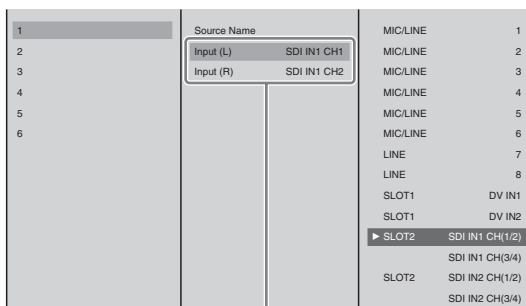 1
2
3
4
5
6
Source Name
Input (L) SDI IN1 CH1
Input (R) SDI IN1 CH2
MIC/LINE 1
MIC/LINE 2
MIC/LINE 3
MIC/LINE 4
MIC/LINE 5
MIC/LINE 6
LINE 7
LINE 8
SLOT1 DV IN1
SLOT1 DV IN2
▶ SLOT2 SDI IN1 CH(1/2)
SDI IN1 CH(3/4)
SLOT2 SDI IN2 CH(1/2)
SDI IN2 CH(3/4)